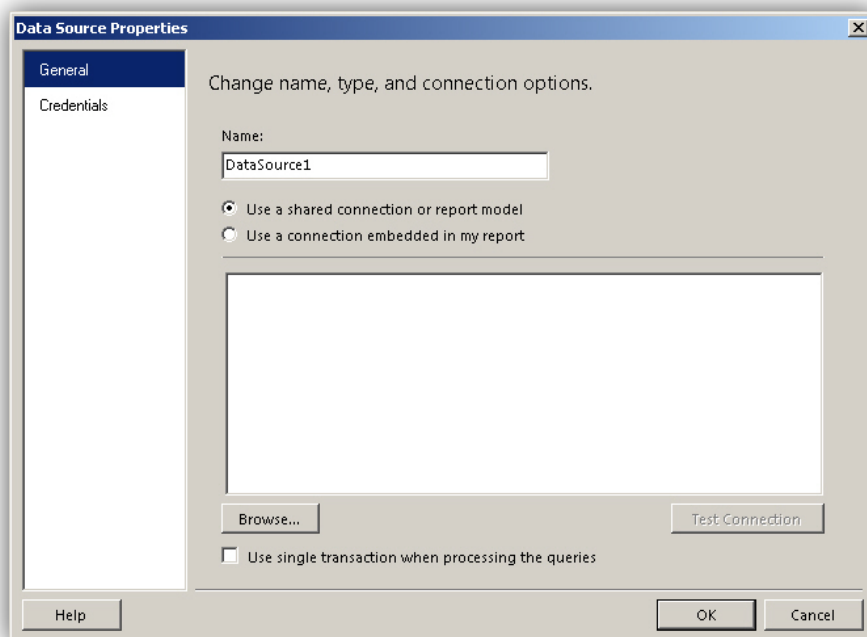 Data Source Properties
General
Credentials
Change name, type, and connection options.
Name:
DataSource1
Use a shared connection or report model
Use a connection embedded in my report
Browse...
Test Connection
Use single transaction when processing the queries
Help
OK
Cancel